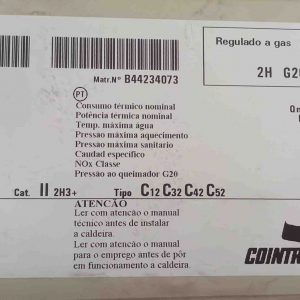 Regulado a gas
Matr.Nº B44234073
2H G20
PT
Consumo térmico nominal
Potência térmica nominal
Temp. máxima água
Pressão máxima aquecimento
Pressao máxima sanitario
Caudad específico
NOx Classe
Pressão ao queimador G20
Cat. II 2H3+ Tipo C12 C32 C42 C52
ATENCÃO
Ler com atencão o manual
técnico antes de instalar
a caldeira.
Ler com atencão o manual
para o emprego antes de pôr
em funcionamento a caldeira.
COINTR